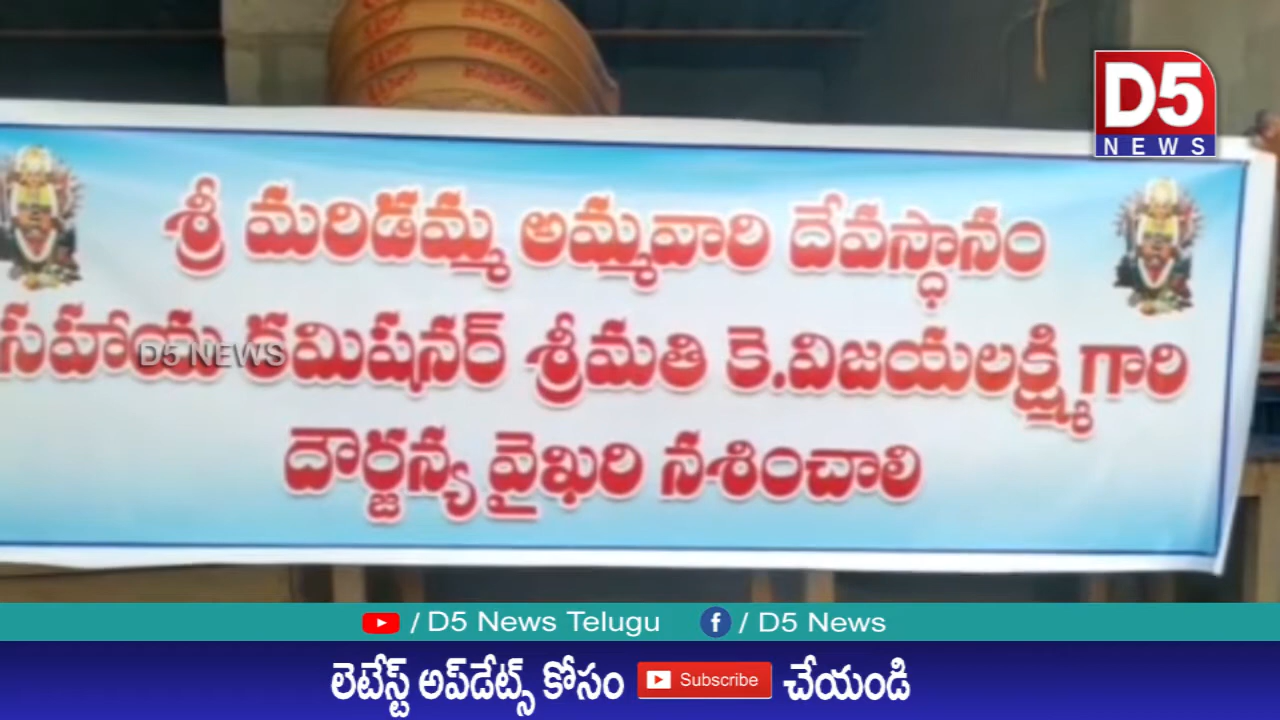 D5
NEWS
శ్రీ మరిడమ్మ అమ్మవారి దేవస్ధానం
సహాయ కమిషనర్ శ్రీమతి కె.విజయలక్ష్మిగారి
D5 NEWS
దౌర్జన్య వైఖరి నశించాలి
/ D5 News Telugu / D5 News
లెటేస్ట్ అప్‌డేట్స్ కోసం Subscribe చేయండి